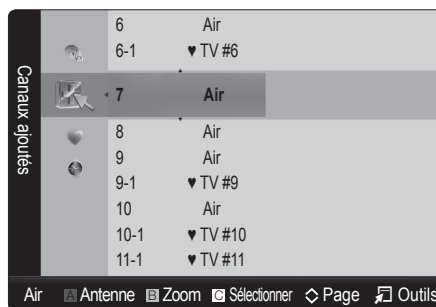 Canaux ajoutés
6 Air
6-1 ♥ TV #6
7 Air
8 Air
9 Air
9-1 ♥ TV #9
10 Air
10-1 ♥ TV #10
11-1 ♥ TV #11
Air A Antenne B Zoom C Sélectionner Page Outils